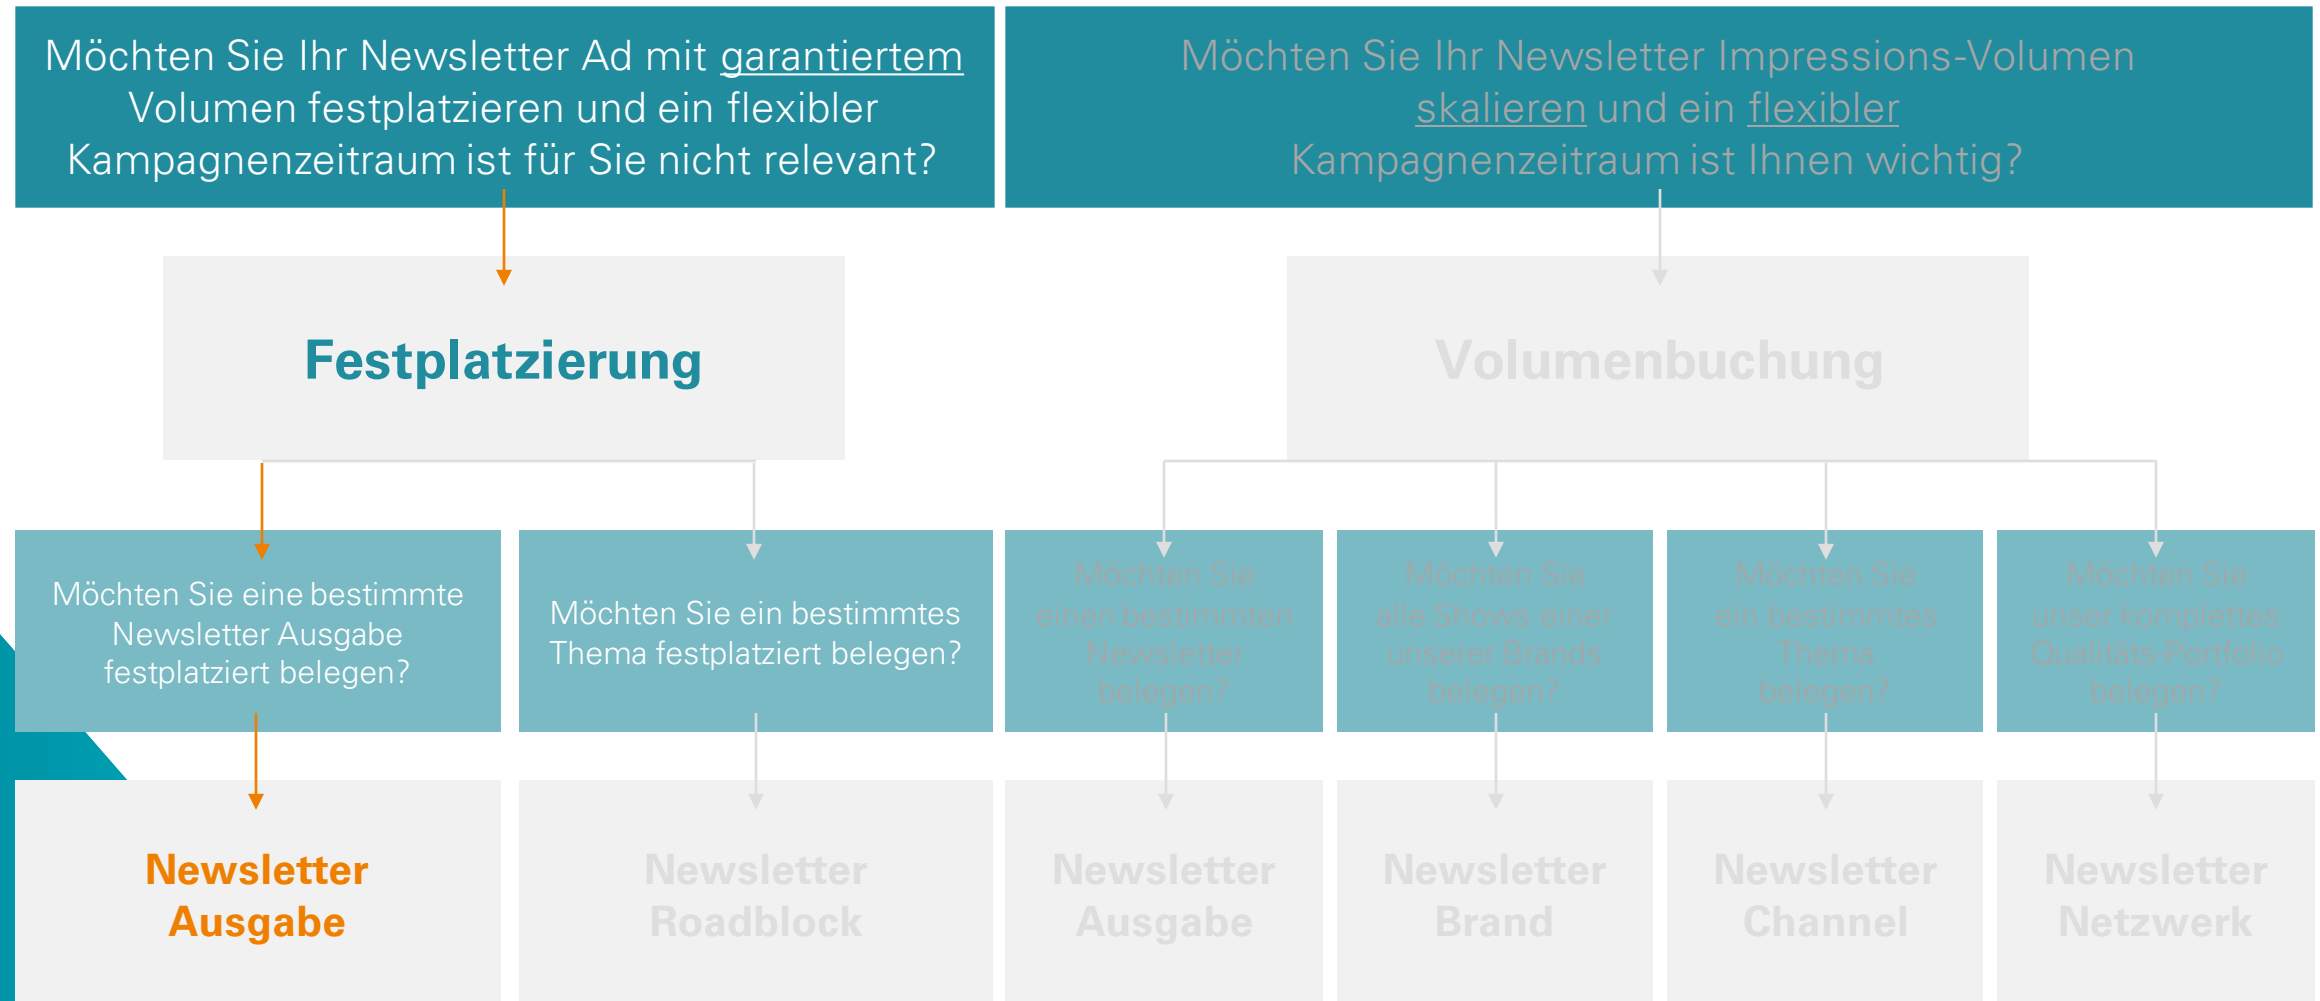 Möchten Sie Ihr Newsletter Ad mit garantiertem
Volumen festplatzieren und ein flexibler
Kampagnenzeitraum ist für Sie nicht relevant?
Möchten Sie Ihr Newsletter Impressions-Volumen
skalieren und ein flexibler
Kampagnenzeitraum ist Ihnen wichtig?
Festplatzierung
Volumenbuchung
Möchten Sie eine bestimmte
Newsletter Ausgabe
festplatziert belegen?
Möchten Sie ein bestimmtes
Thema festplatziert belegen?
Möchten Sie
einen bestimmten
Newsletter
belegen?
Möchten Sie
alle Shows einer
unserer Brands
belegen?
Möchten Sie
ein bestimmtes
Thema
belegen?
Möchten Sie
unser komplettes
Qualitäts-Portfolio
belegen?
Newsletter
Ausgabe
Newsletter
Roadblock
Newsletter
Ausgabe
Newsletter
Brand
Newsletter
Channel
Newsletter
Netzwerk